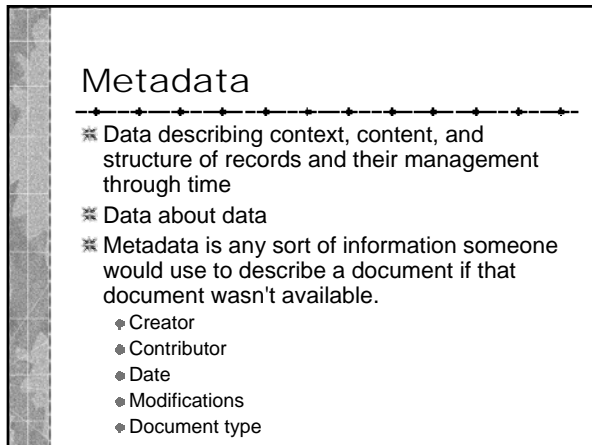 Metadata
Data describing context, content, and
structure of records and their management
through time
Data about data
Metadata is any sort of information someone
would use to describe a document if that
document wasn't available.
Creator
Contributor
Date
Modifications
Document type